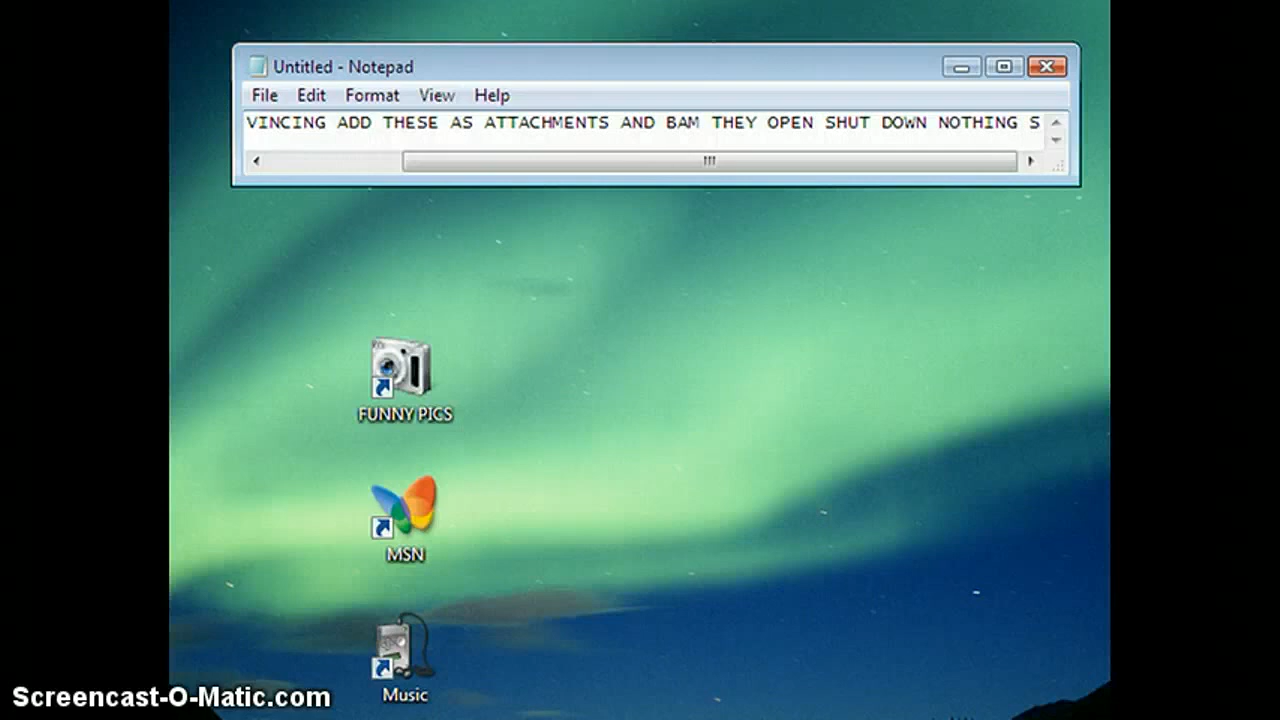 Untitled - Notepad
File Edit Format View Help
VINCING ADD THESE AS ATTACHMENTS AND BAM THEY OPEN SHUT DOWN NOTHING S
FUNNY PICS
MSN
Music
Screencast-O-Matic.com